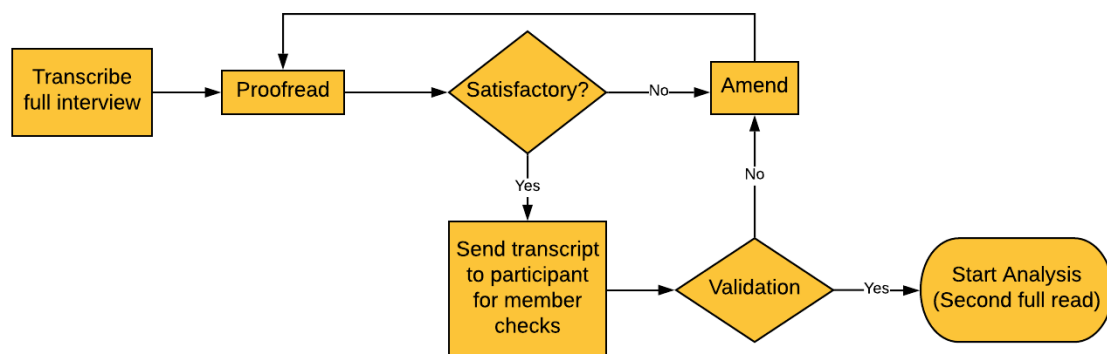 Transcribe
full interview
Proofread
Satisfactory?
No
Amend
Yes
No
Send transcript
to participant
for member
checks
Validation
Yes
Start Analysis
(Second full read)